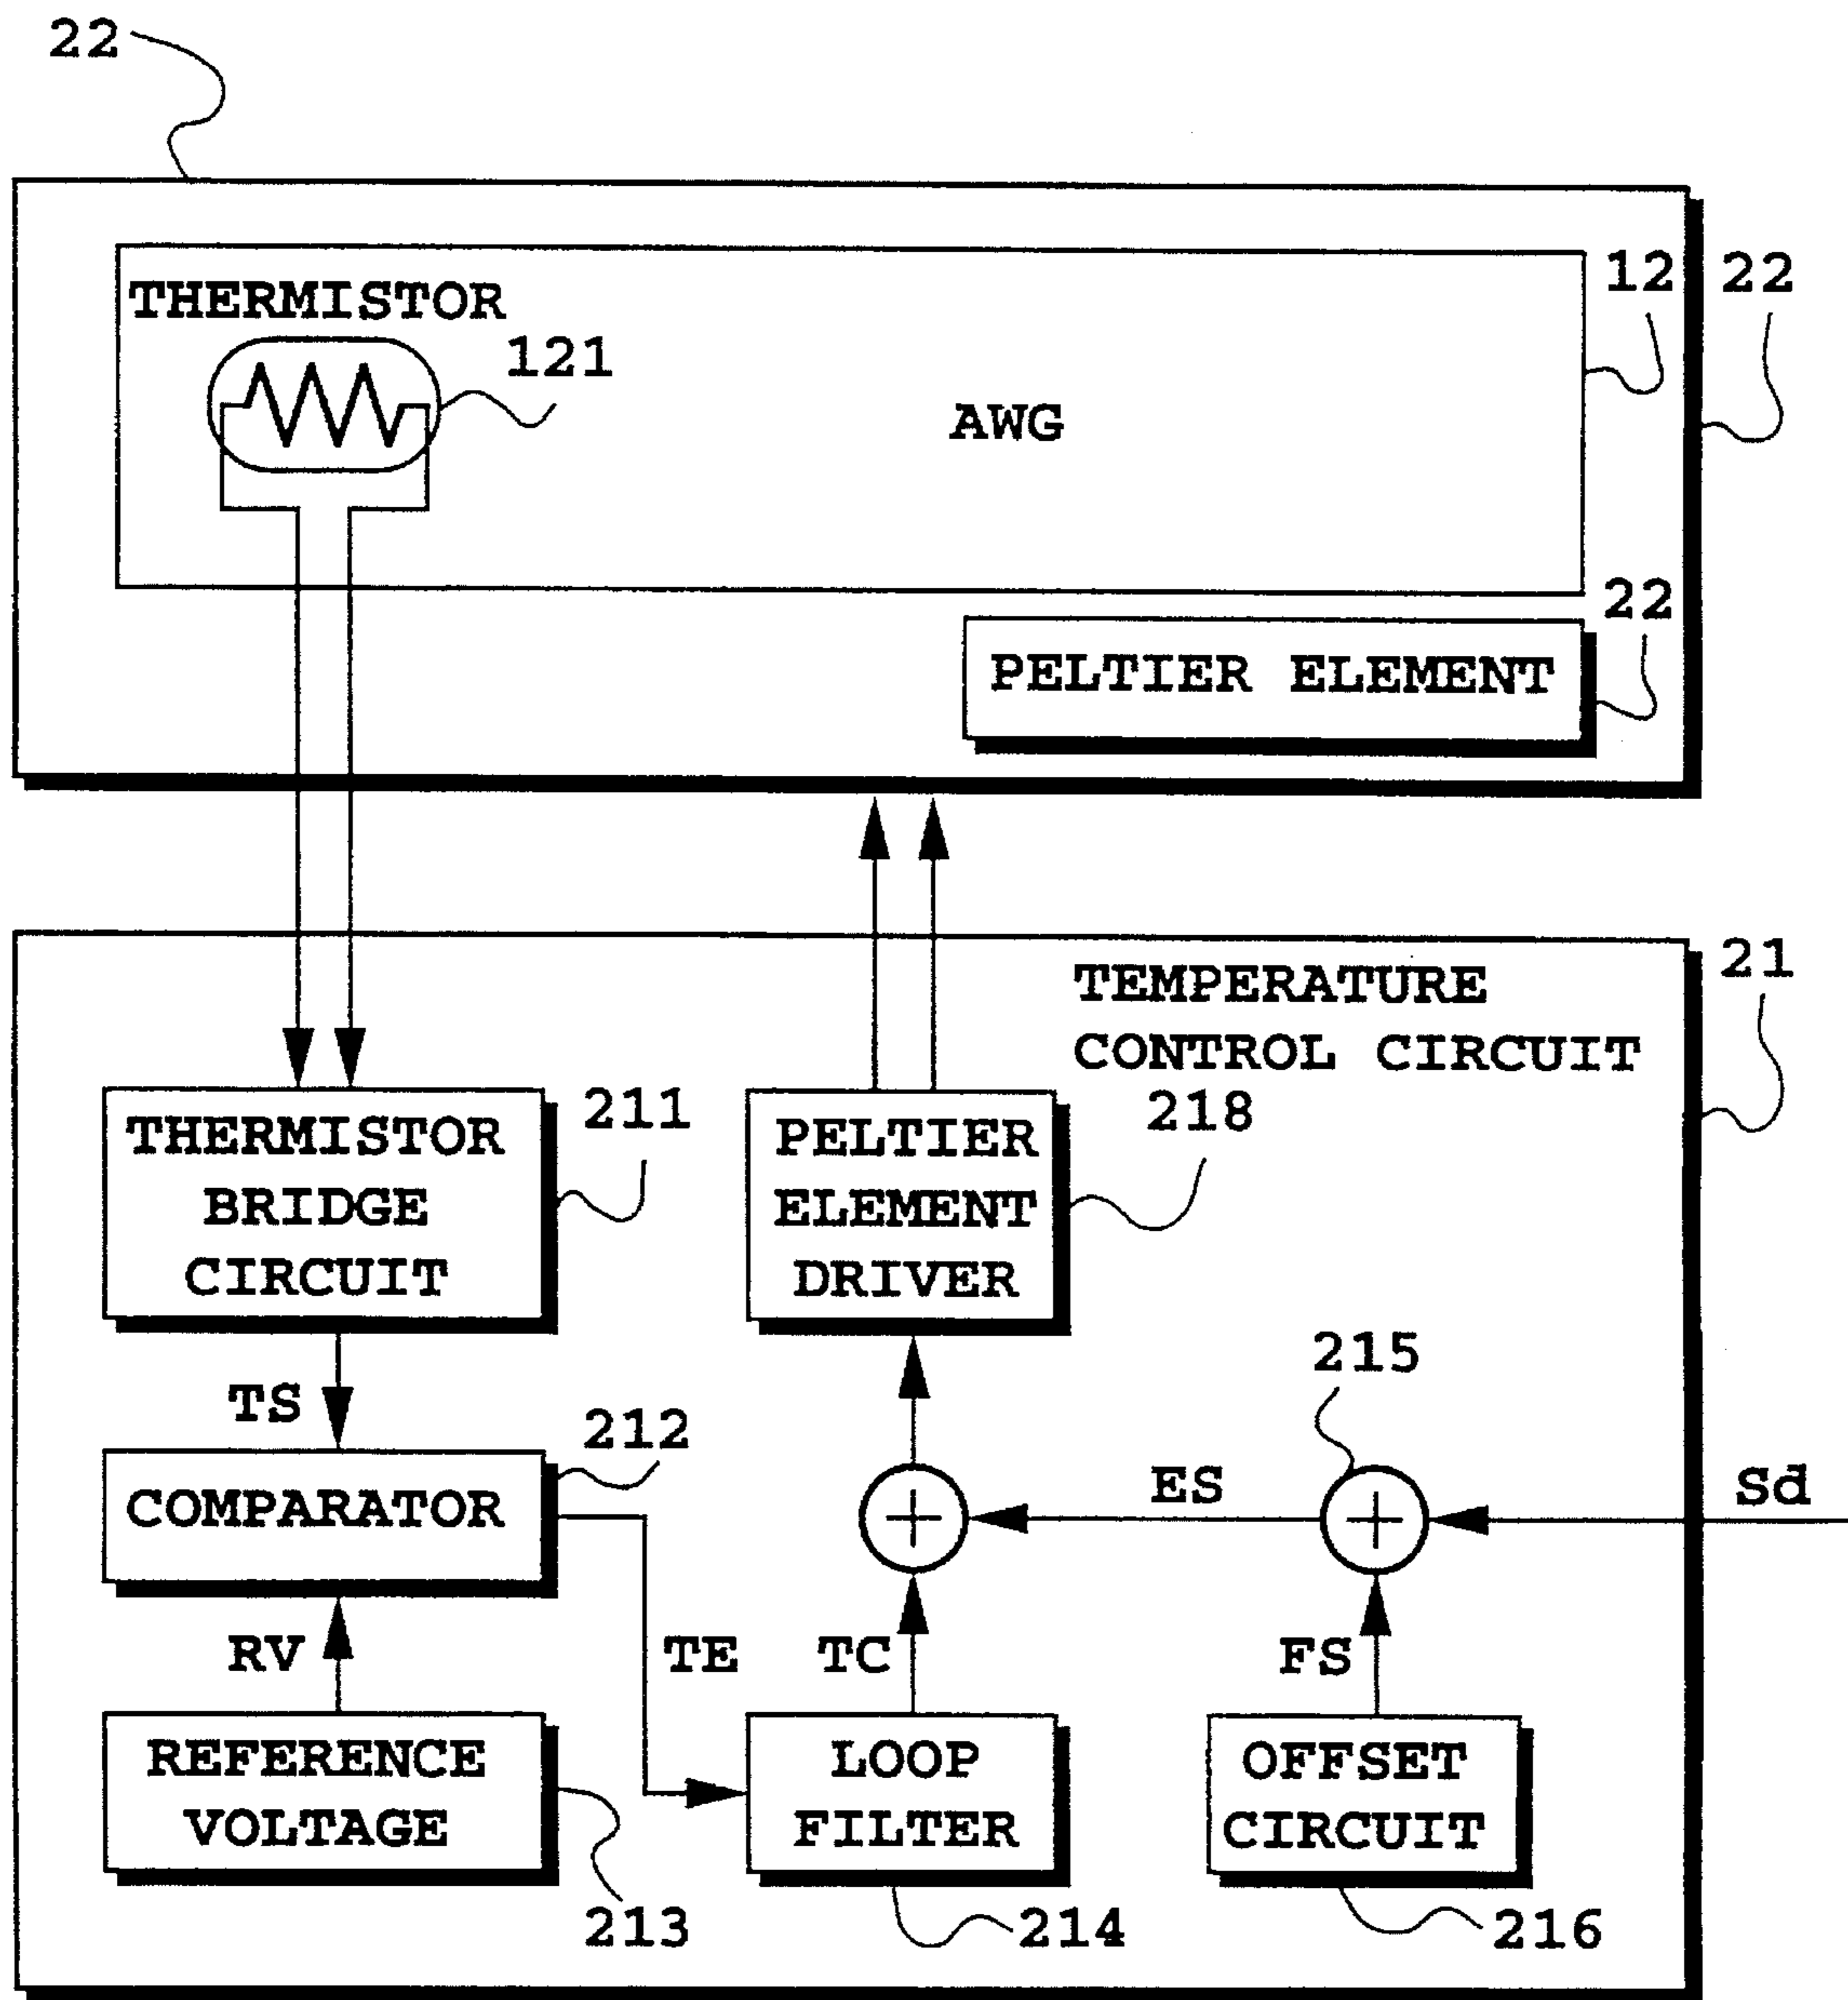 22
THERMISTOR
121
AWG
12
22
22
PELTIER ELEMENT
21
TEMPERATURE
CONTROL CIRCUIT
THERMISTOR
BRIDGE
CIRCUIT
211
PELTIER
ELEMENT
DRIVER
218
TS
215
212
COMPARATOR
ES
Sd
RV
TE
TC
FS
REFERENCE
VOLTAGE
213
LOOP
FILTER
214
OFFSET
CIRCUIT
216